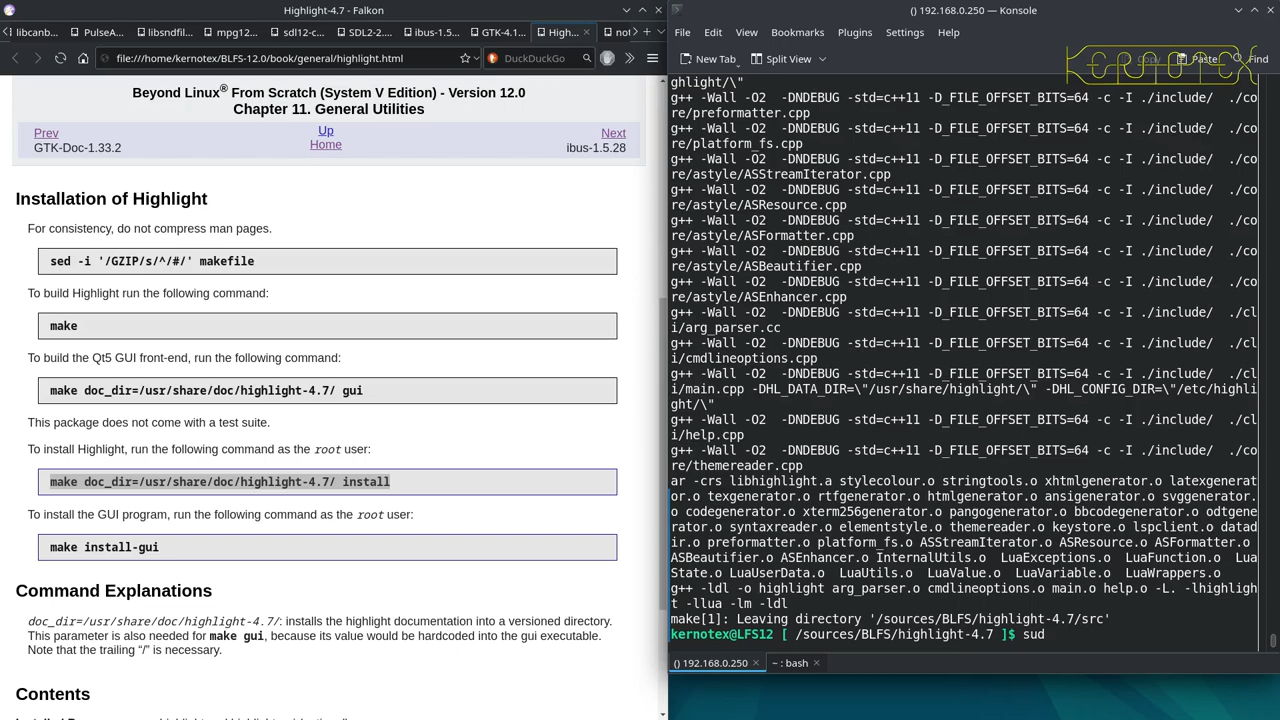 Highlight-4.7 - Falkon
libcanb...
PulseA...
libsndfil...
mpg12...
sdl12-c...
SDL2-2....
ibus-1.5...
GTK-4.1...
High...
not
file:///home/kernotex/BLFS-12.0/book/general/highlight.html
DuckDuckGo
Beyond Linux® From Scratch (System V Edition) - Version 12.0
Chapter 11. General Utilities
Prev
Up
Next
GTK-Doc-1.33.2
Home
ibus-1.5.28
Installation of Highlight
For consistency, do not compress man pages.
sed -i '/GZIP/s/^/#/' makefile
To build Highlight run the following command:
make
To build the Qt5 GUI front-end, run the following command:
make doc_dir=/usr/share/doc/highlight-4.7/ gui
This package does not come with a test suite.
To install Highlight, run the following command as the root user:
make doc_dir=/usr/share/doc/highlight-4.7/ install
To install the GUI program, run the following command as the root user:
make install-gui
Command Explanations
doc_dir=/usr/share/doc/highlight-4.7/: installs the highlight documentation into a versioned directory.
This parameter is also needed for make gui, because its value would be hardcoded into the gui executable.
Note that the trailing “/” is necessary.
Contents
() 192.168.0.250 — Konsole
File Edit View Bookmarks Plugins Settings Help
New Tab Split View Copy Paste Find
KERNOTEX
ghlight/\"
g++ -Wall -O2  -DNDEBUG -std=c++11 -D_FILE_OFFSET_BITS=64 -c -I ./include/  ./co
re/preformatter.cpp
g++ -Wall -O2  -DNDEBUG -std=c++11 -D_FILE_OFFSET_BITS=64 -c -I ./include/  ./co
re/platform_fs.cpp
g++ -Wall -O2  -DNDEBUG -std=c++11 -D_FILE_OFFSET_BITS=64 -c -I ./include/  ./co
re/astyle/ASStreamIterator.cpp
g++ -Wall -O2  -DNDEBUG -std=c++11 -D_FILE_OFFSET_BITS=64 -c -I ./include/  ./co
re/astyle/ASResource.cpp
g++ -Wall -O2  -DNDEBUG -std=c++11 -D_FILE_OFFSET_BITS=64 -c -I ./include/  ./co
re/astyle/ASFormatter.cpp
g++ -Wall -O2  -DNDEBUG -std=c++11 -D_FILE_OFFSET_BITS=64 -c -I ./include/  ./co
re/astyle/ASBeautifier.cpp
g++ -Wall -O2  -DNDEBUG -std=c++11 -D_FILE_OFFSET_BITS=64 -c -I ./include/  ./co
re/astyle/ASEnhancer.cpp
g++ -Wall -O2  -DNDEBUG -std=c++11 -D_FILE_OFFSET_BITS=64 -c -I ./include/  ./cl
i/arg_parser.cc
g++ -Wall -O2  -DNDEBUG -std=c++11 -D_FILE_OFFSET_BITS=64 -c -I ./include/  ./cl
i/cmdlineoptions.cpp
g++ -Wall -O2  -DNDEBUG -std=c++11 -D_FILE_OFFSET_BITS=64 -c -I ./include/  ./cl
i/main.cpp -DHL_DATA_DIR=\"/usr/share/highlight/\" -DHL_CONFIG_DIR=\"/etc/highli
ght/\"
g++ -Wall -O2  -DNDEBUG -std=c++11 -D_FILE_OFFSET_BITS=64 -c -I ./include/  ./cl
i/help.cpp
g++ -Wall -O2  -DNDEBUG -std=c++11 -D_FILE_OFFSET_BITS=64 -c -I ./include/  ./co
re/themereader.cpp
ar -crs libhighlight.a stylecolour.o stringtools.o xhtmlgenerator.o latexgenerat
or.o texgenerator.o rtfgenerator.o htmlgenerator.o ansigenerator.o svggenerator.
o codegenerator.o xterm256generator.o pangogenerator.o bbcodegenerator.o odtgene
rator.o syntaxreader.o elementstyle.o themereader.o keystore.o lspclient.o datad
ir.o preformatter.o platform_fs.o ASStreamIterator.o ASResource.o ASFormatter.o
ASBeautifier.o ASEnhancer.o InternalUtils.o  LuaExceptions.o  LuaFunction.o  Lua
State.o LuaUserData.o  LuaUtils.o  LuaValue.o  LuaVariable.o  LuaWrappers.o
g++ -ldl -o highlight arg_parser.o cmdlineoptions.o main.o help.o -L. -lhighligh
t -llua -lm -ldl
make[1]: Leaving directory '/sources/BLFS/highlight-4.7/src'
kernotex@LFS12 [ /sources/BLFS/highlight-4.7 ]$ sud
() 192.168.0.250
~ : bash